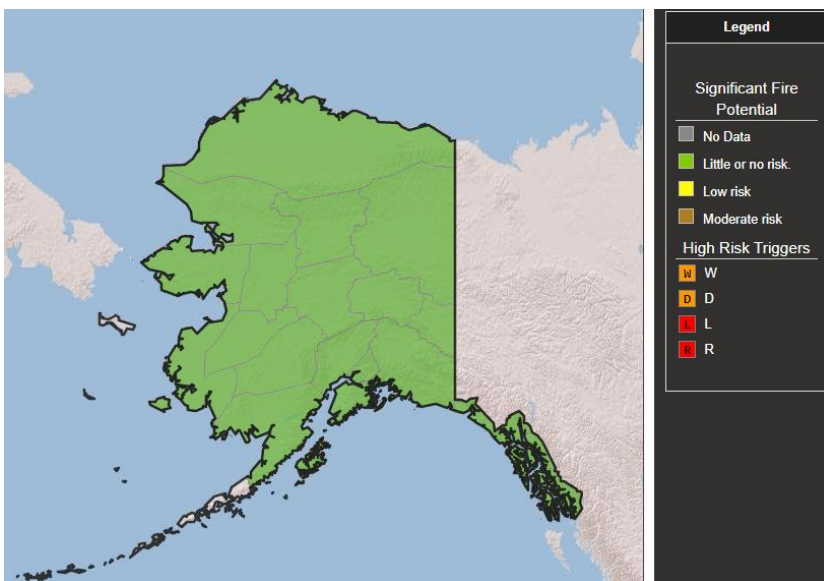 Legend
Significant Fire
Potential
No Data
Little or no risk.
Low risk
Moderate risk
High Risk Triggers
W W
D D
L L
R R